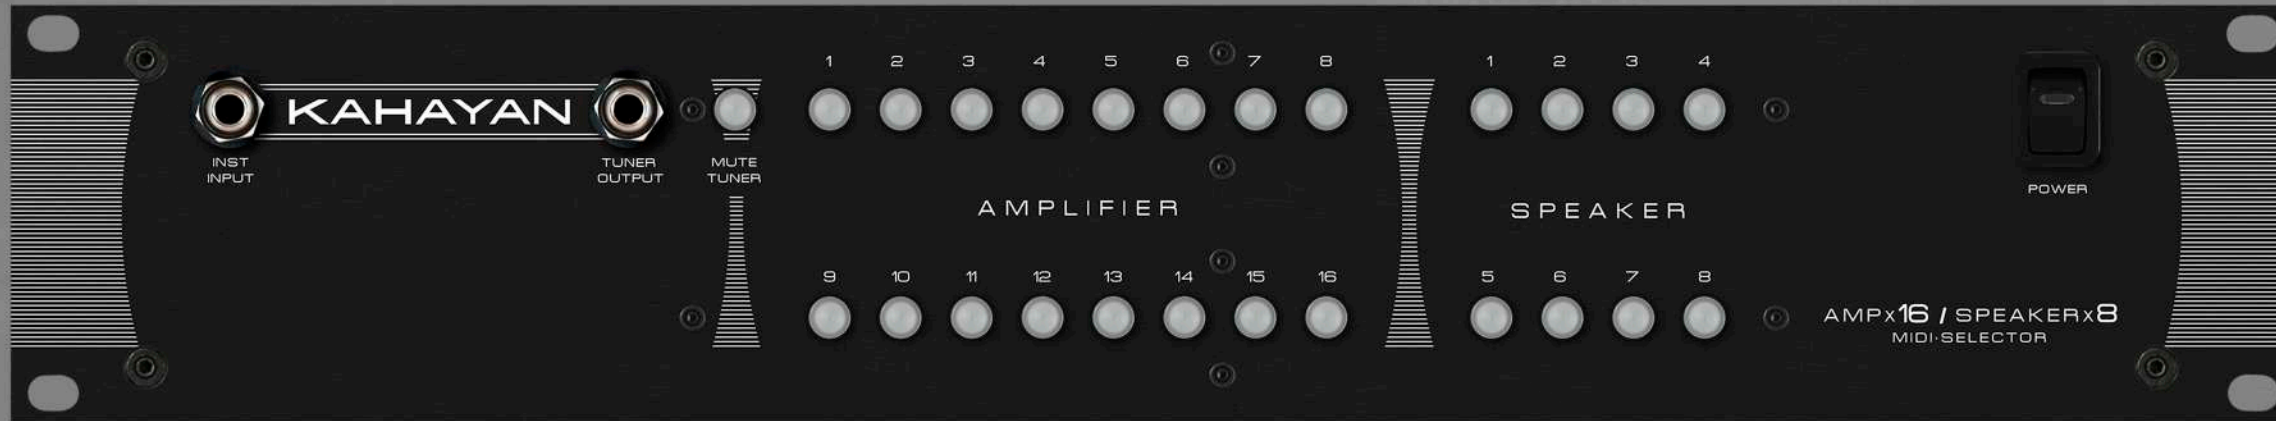 KAHAYAN
INST
INPUT
TUNER
OUTPUT
MUTE
TUNER
1 2 3 4 5 6 7 8
AMPLIFIER
9 10 11 12 13 14 15 16
1 2 3 4
SPEAKER
5 6 7 8
POWER
AMPx16 / SPEAKERx8
MIDI·SELECTOR